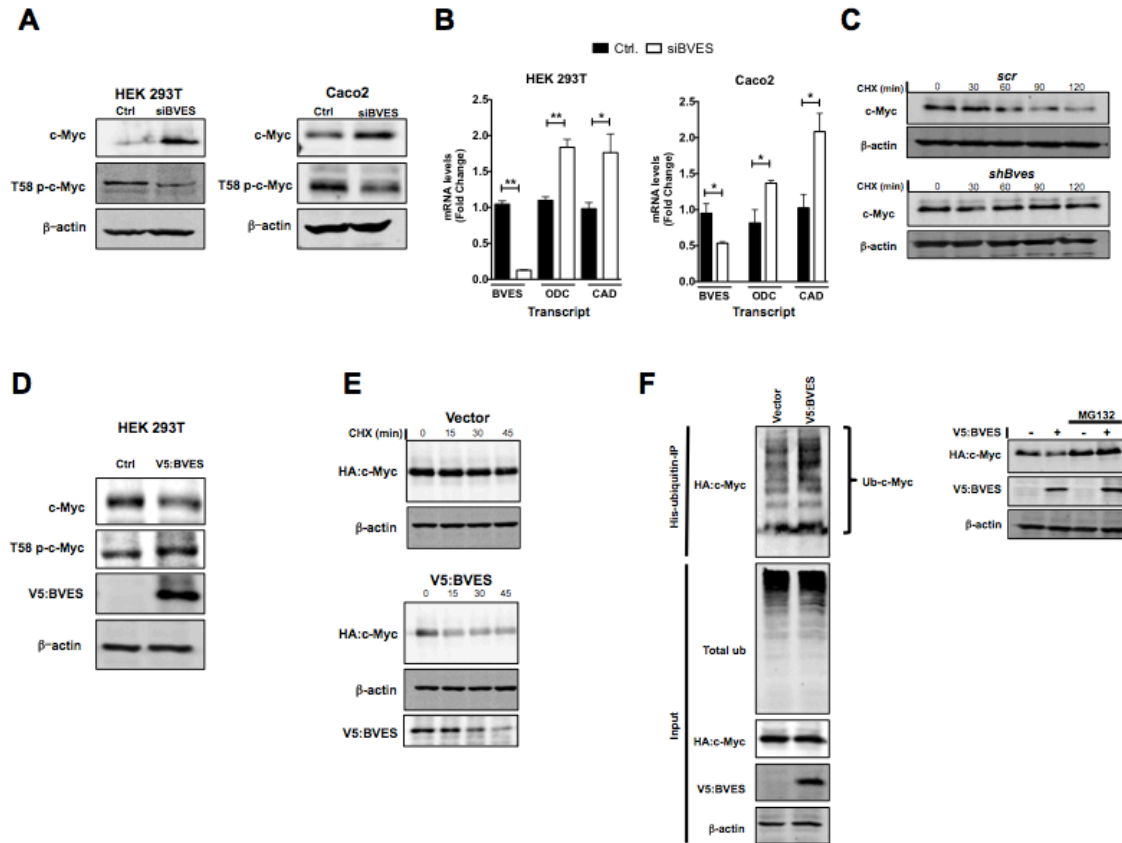 A
HEK 293T
Ctrl siBVES
c-Myc
T58 p-c-Myc
β-actin
Caco2
Ctrl siBVES
c-Myc
T58 p-c-Myc
β-actin
B
Ctrl. siBVES
HEK 293T
mRNA levels
(Fold Change)
2.5
2.0
1.5
1.0
0.5
0.0
**
**
*
BVES ODC CAD
Transcript
Caco2
mRNA levels
(Fold Change)
2.5
2.0
1.5
1.0
0.5
0.0
*
*
*
BVES ODC CAD
Transcript
C
scr
CHX (min) 0 30 60 90 120
c-Myc
β-actin
shBves
CHX (min) 0 30 60 90 120
c-Myc
β-actin
D
HEK 293T
Ctrl V5:BVES
c-Myc
T58 p-c-Myc
V5:BVES
β-actin
E
Vector
CHX (min) 0 15 30 45
HA:c-Myc
β-actin
V5:BVES
0 15 30 45
HA:c-Myc
β-actin
V5:BVES
F
Vector
V5:BVES
His-ubiquitin-IP
HA:c-Myc
Ub-c-Myc
Input
Total ub
HA:c-Myc
V5:BVES
β-actin
MG132
V5:BVES - + - +
HA:c-Myc
V5:BVES
β-actin